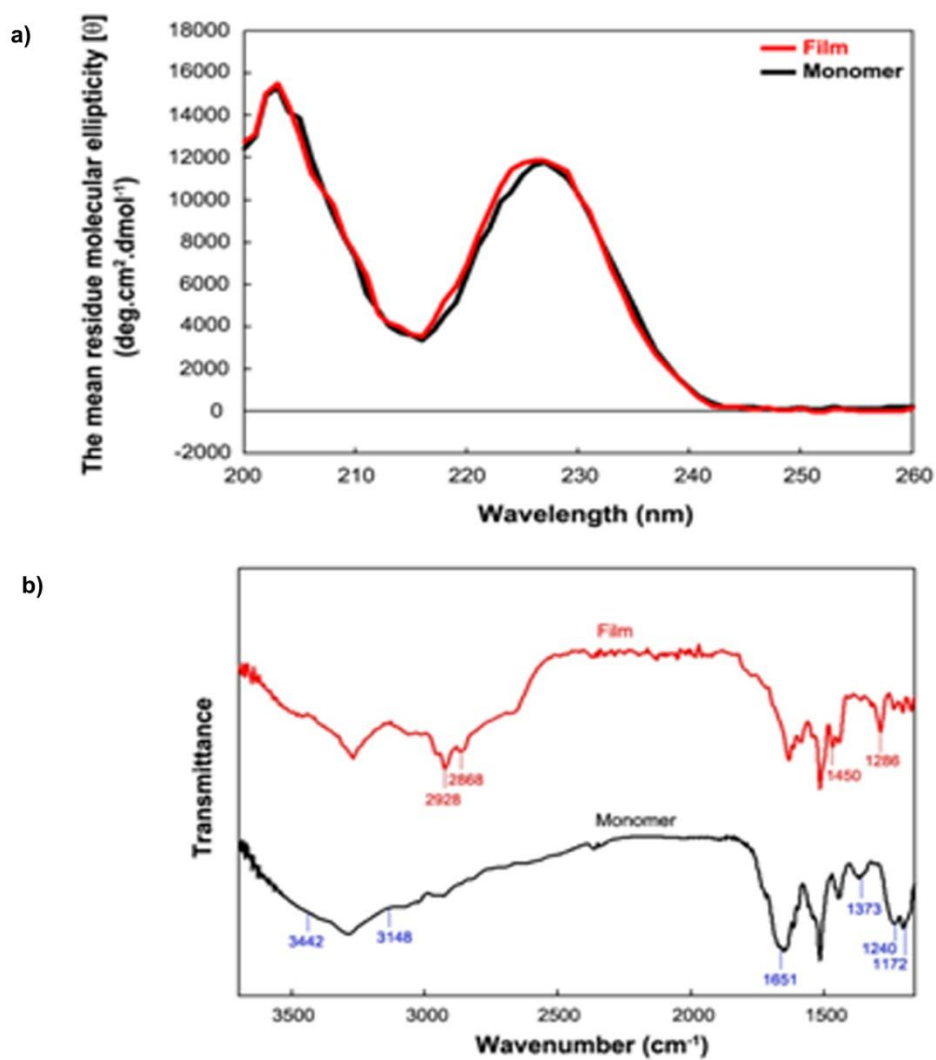 a)
The mean residue molecular ellipticity [θ]
(deg.cm².dmol⁻¹)
18000
16000
14000
12000
10000
8000
6000
4000
2000
0
-2000
Film
Monomer
200 210 220 230 240 250 260
Wavelength (nm)
b)
Transmittance
Film
2868
2928
1450
1286
Monomer
3442
3148
1651
1373
1240
1172
3500 3000 2500 2000 1500
Wavenumber (cm⁻¹)